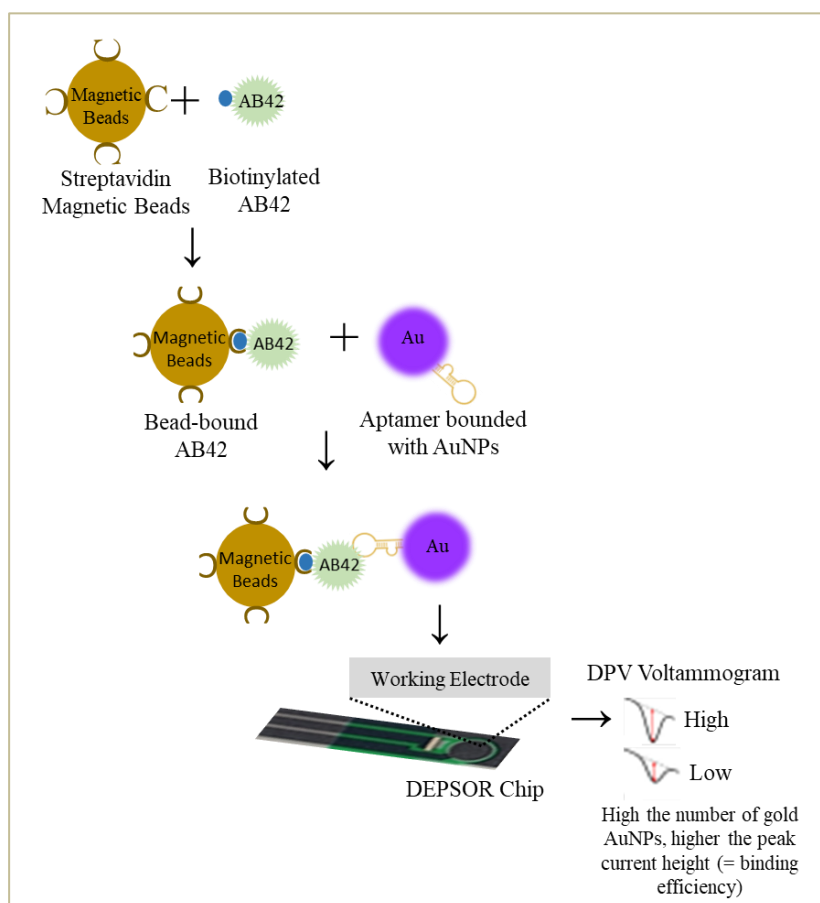 Magnetic
Beads
+
AB42
Streptavidin
Magnetic Beads
Biotinylated
AB42
Magnetic
Beads
AB42
+
Au
Bead-bound
AB42
Aptamer bounded
with AuNPs
Magnetic
Beads
AB42
Au
Working Electrode
DPV Voltammogram
High
Low
DEPSOR Chip
High the number of gold
AuNPs, higher the peak
current height (= binding
efficiency)